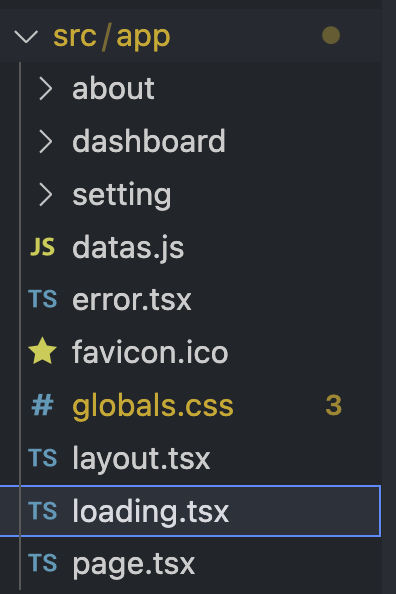 src/app
about
dashboard
setting
JS datas.js
TS error.tsx
favicon.ico
# globals.css 3
TS layout.tsx
TS loading.tsx
TS page.tsx